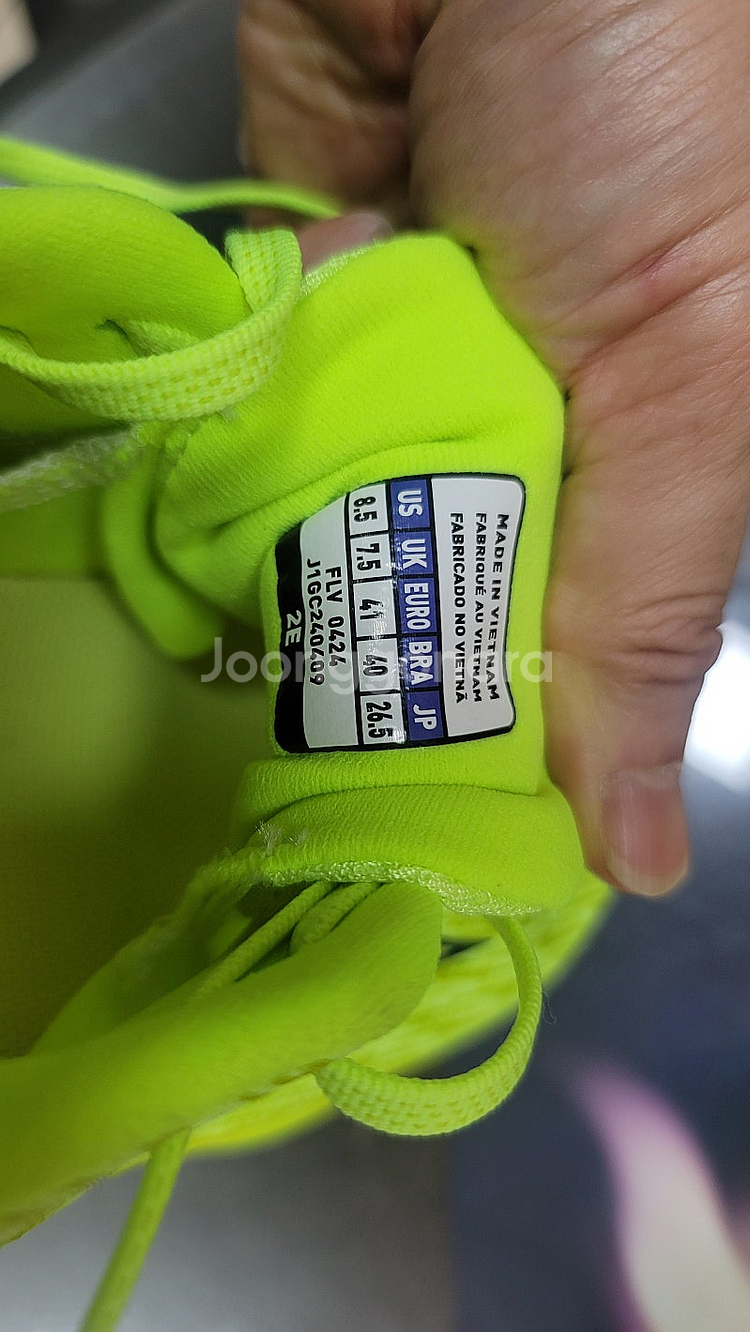 MADE IN VIETNAM
FABRIQUÉ AU VIETNAM
FABRICADO NO VIETNÃ
US UK EURO BRA JP
8.5 7.5 41 40 26.5
FLV 0424
J1GC240409
2E
Joonggonara